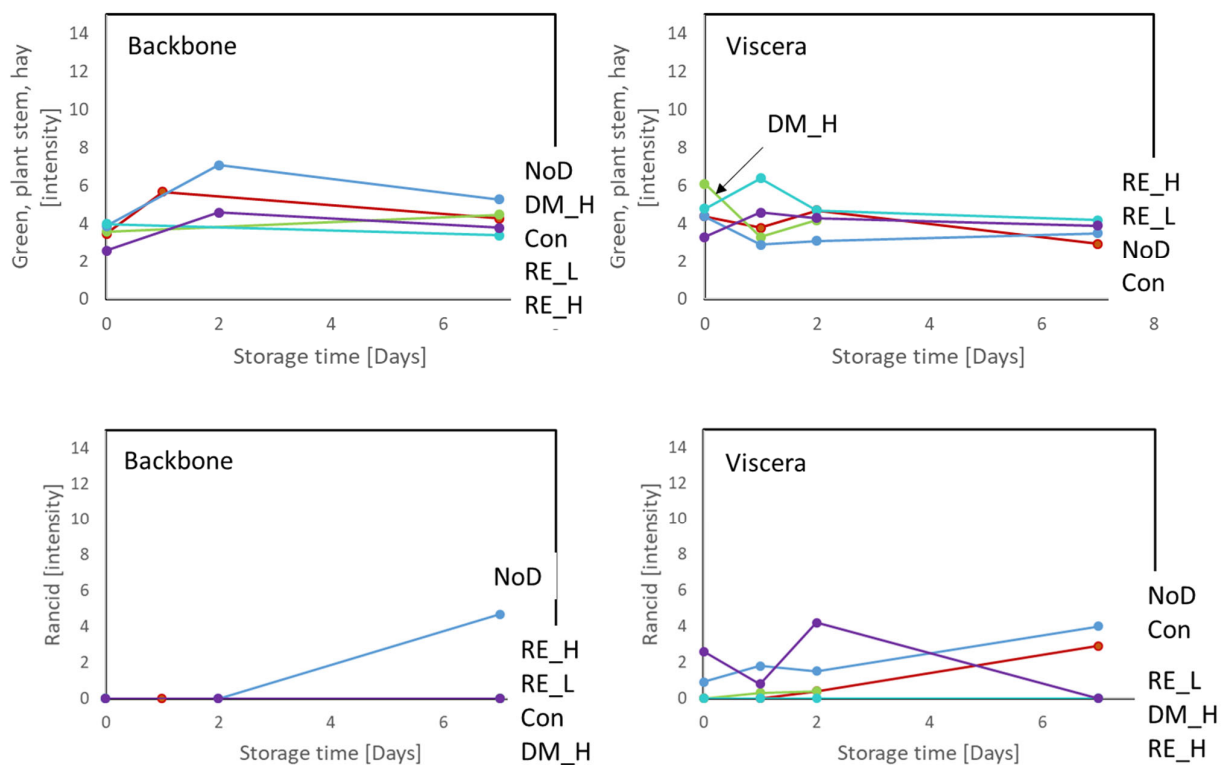 Green, plant stem, hay
[intensity]
14
12
10
8
6
4
2
0
Backbone
NoD
DM_H
Con
RE_L
RE_H
0
2
4
6
Storage time [Days]
Green, plant stem, hay
[intensity]
14
12
10
8
6
4
2
0
Viscera
DM_H
RE_H
RE_L
NoD
Con
0
2
4
6
8
Storage time [Days]
Rancid [intensity]
14
12
10
8
6
4
2
0
Backbone
NoD
RE_H
RE_L
Con
DM_H
0
2
4
6
Storage time [Days]
Rancid [intensity]
14
12
10
8
6
4
2
0
Viscera
NoD
Con
RE_L
DM_H
RE_H
0
2
4
6
Storage time [Days]